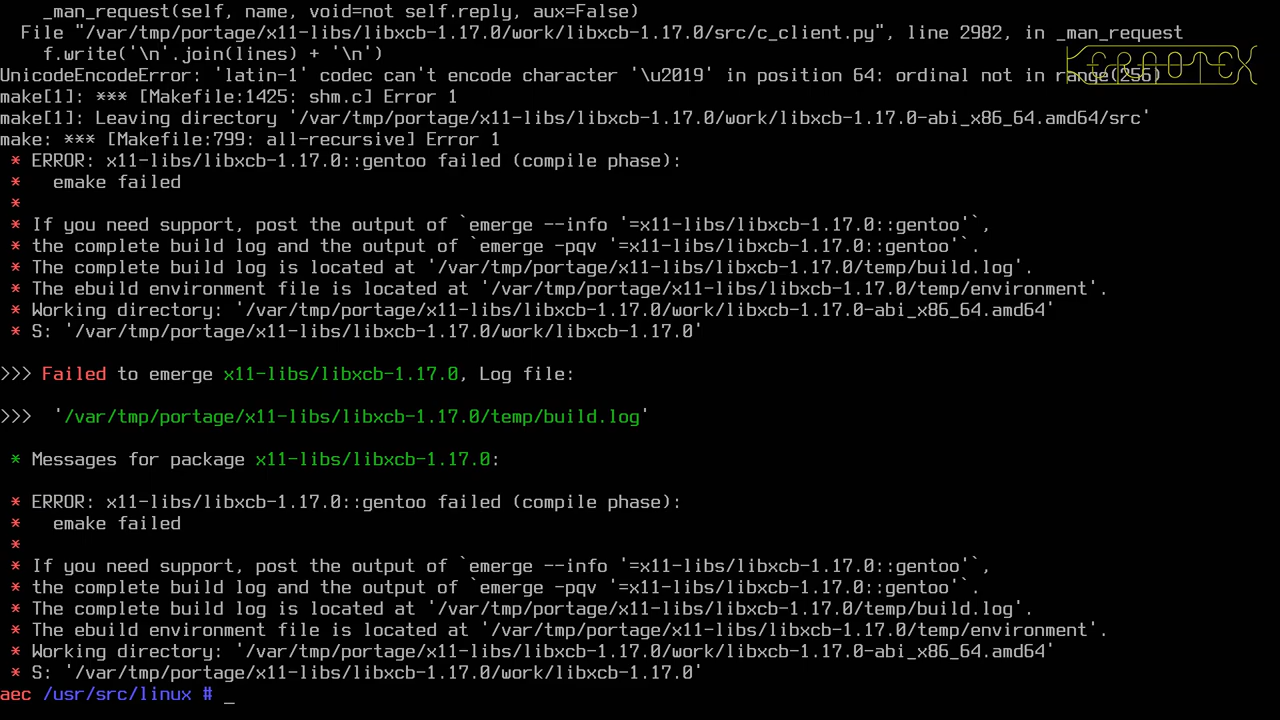 _man_request(self, name, void=not self.reply, aux=False)
File "/var/tmp/portage/x11-libs/libxcb-1.17.0/work/libxcb-1.17.0/src/c_client.py", line 2982, in _man_request
f.write('\n'.join(lines) + '\n')
UnicodeEncodeError: 'latin-1' codec can't encode character '\u2019' in position 64: ordinal not in range(256)
make[1]: *** [Makefile:1425: shm.c] Error 1
make[1]: Leaving directory '/var/tmp/portage/x11-libs/libxcb-1.17.0/work/libxcb-1.17.0-abi_x86_64.amd64/src'
make: *** [Makefile:799: all-recursive] Error 1
* ERROR: x11-libs/libxcb-1.17.0::gentoo failed (compile phase):
*   emake failed
*
* If you need support, post the output of `emerge --info '=x11-libs/libxcb-1.17.0::gentoo'`,
* the complete build log and the output of `emerge -pqv '=x11-libs/libxcb-1.17.0::gentoo'`.
* The complete build log is located at '/var/tmp/portage/x11-libs/libxcb-1.17.0/temp/build.log'.
* The ebuild environment file is located at '/var/tmp/portage/x11-libs/libxcb-1.17.0/temp/environment'.
* Working directory: '/var/tmp/portage/x11-libs/libxcb-1.17.0/work/libxcb-1.17.0-abi_x86_64.amd64'
* S: '/var/tmp/portage/x11-libs/libxcb-1.17.0/work/libxcb-1.17.0'
>>> Failed to emerge x11-libs/libxcb-1.17.0, Log file:
>>>  '/var/tmp/portage/x11-libs/libxcb-1.17.0/temp/build.log'
* Messages for package x11-libs/libxcb-1.17.0:
* ERROR: x11-libs/libxcb-1.17.0::gentoo failed (compile phase):
*   emake failed
*
* If you need support, post the output of `emerge --info '=x11-libs/libxcb-1.17.0::gentoo'`,
* the complete build log and the output of `emerge -pqv '=x11-libs/libxcb-1.17.0::gentoo'`.
* The complete build log is located at '/var/tmp/portage/x11-libs/libxcb-1.17.0/temp/build.log'.
* The ebuild environment file is located at '/var/tmp/portage/x11-libs/libxcb-1.17.0/temp/environment'.
* Working directory: '/var/tmp/portage/x11-libs/libxcb-1.17.0/work/libxcb-1.17.0-abi_x86_64.amd64'
* S: '/var/tmp/portage/x11-libs/libxcb-1.17.0/work/libxcb-1.17.0'
aec /usr/src/linux # _